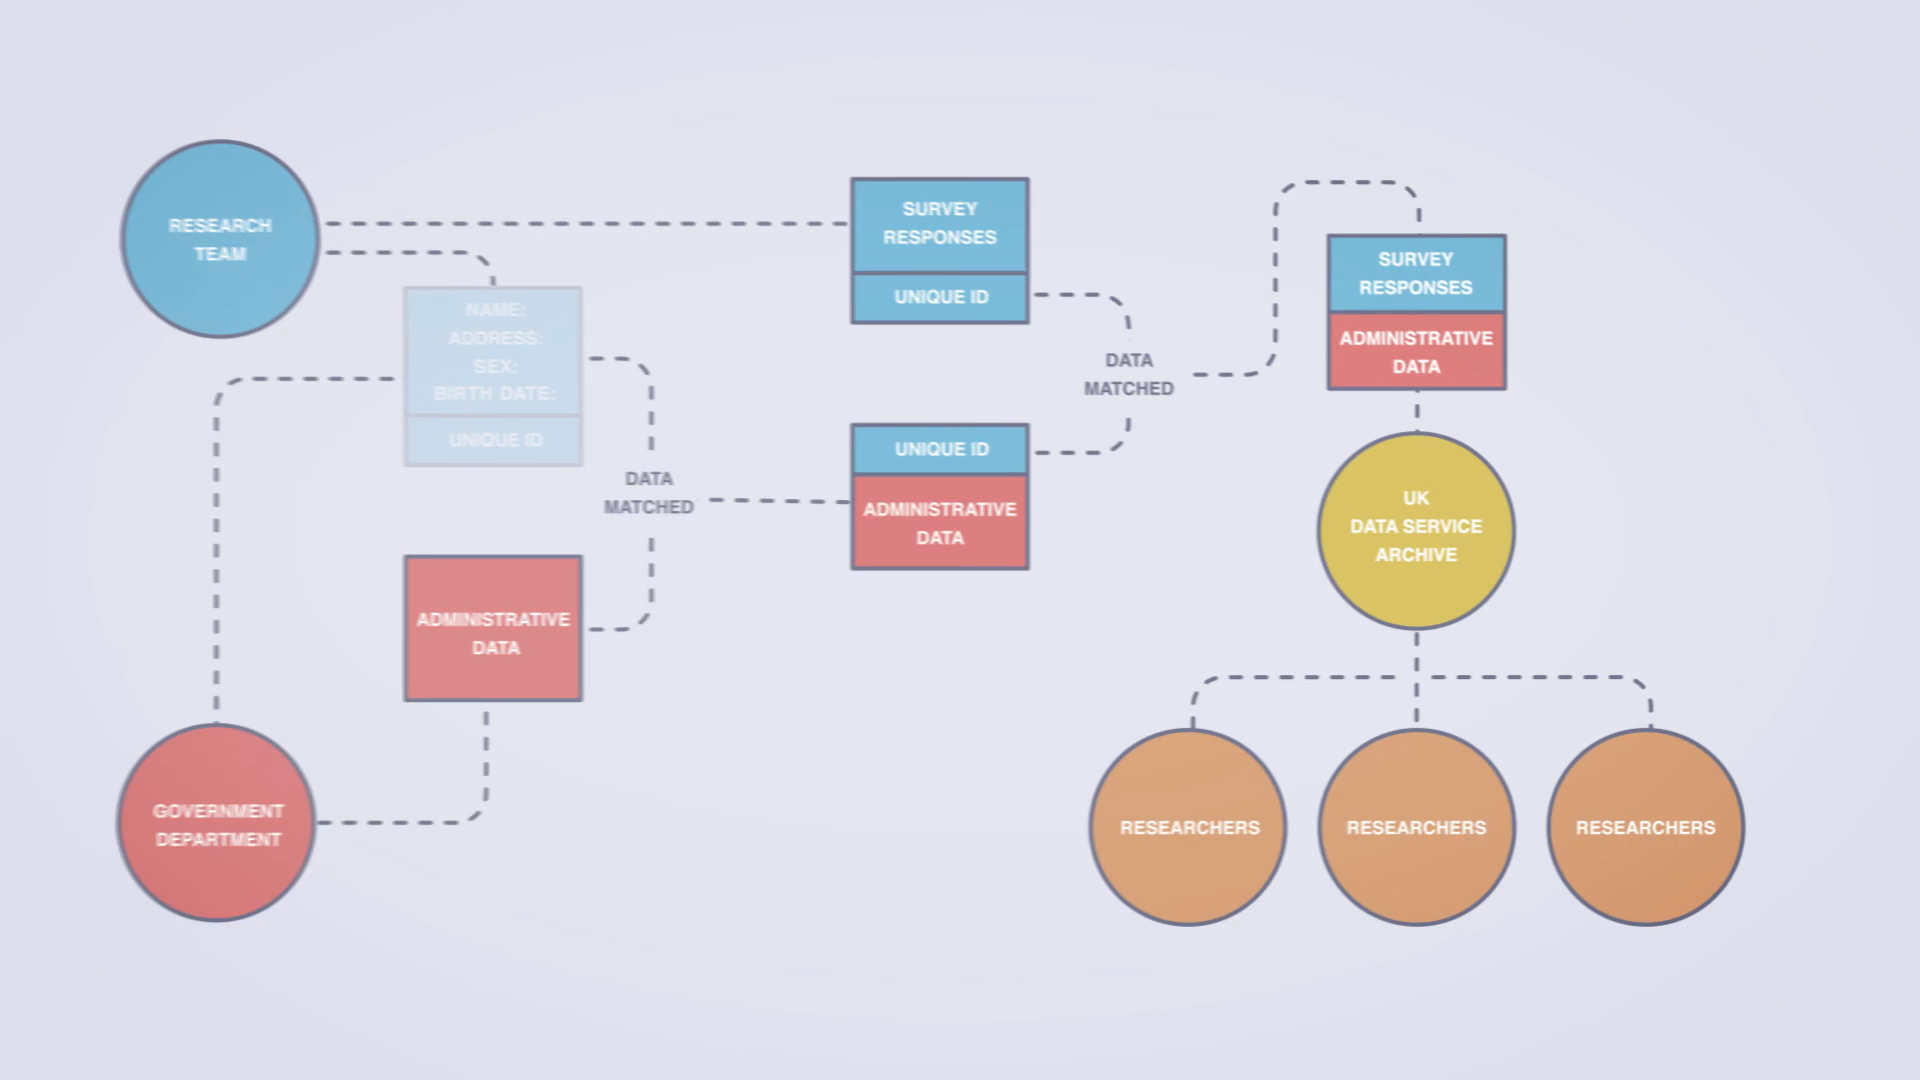 RESEARCH
TEAM
NAME:
ADDRESS:
SEX:
BIRTH DATE:
UNIQUE ID
DATA
MATCHED
ADMINISTRATIVE
DATA
GOVERNMENT
DEPARTMENT
SURVEY
RESPONSES
UNIQUE ID
UNIQUE ID
ADMINISTRATIVE
DATA
DATA
MATCHED
SURVEY
RESPONSES
ADMINISTRATIVE
DATA
UK
DATA SERVICE
ARCHIVE
RESEARCHERS
RESEARCHERS
RESEARCHERS